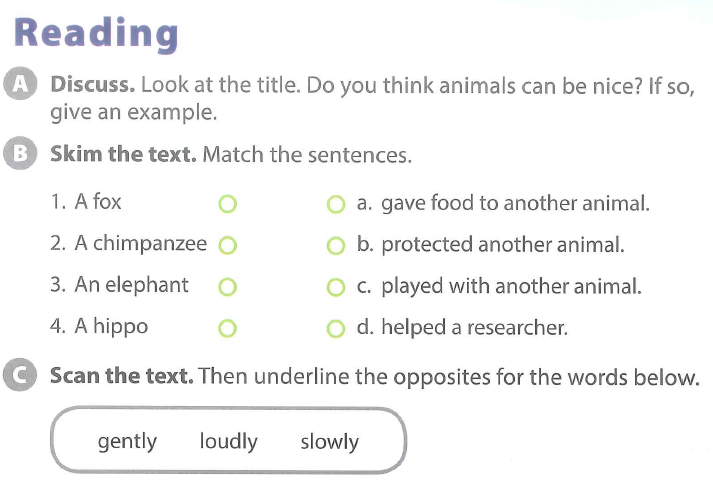 Reading
A Discuss. Look at the title. Do you think animals can be nice? If so,
give an example.
B Skim the text. Match the sentences.
1. A fox a. gave food to another animal.
2. A chimpanzee b. protected another animal.
3. An elephant c. played with another animal.
4. A hippo d. helped a researcher.
C Scan the text. Then underline the opposites for the words below.
gently loudly slowly